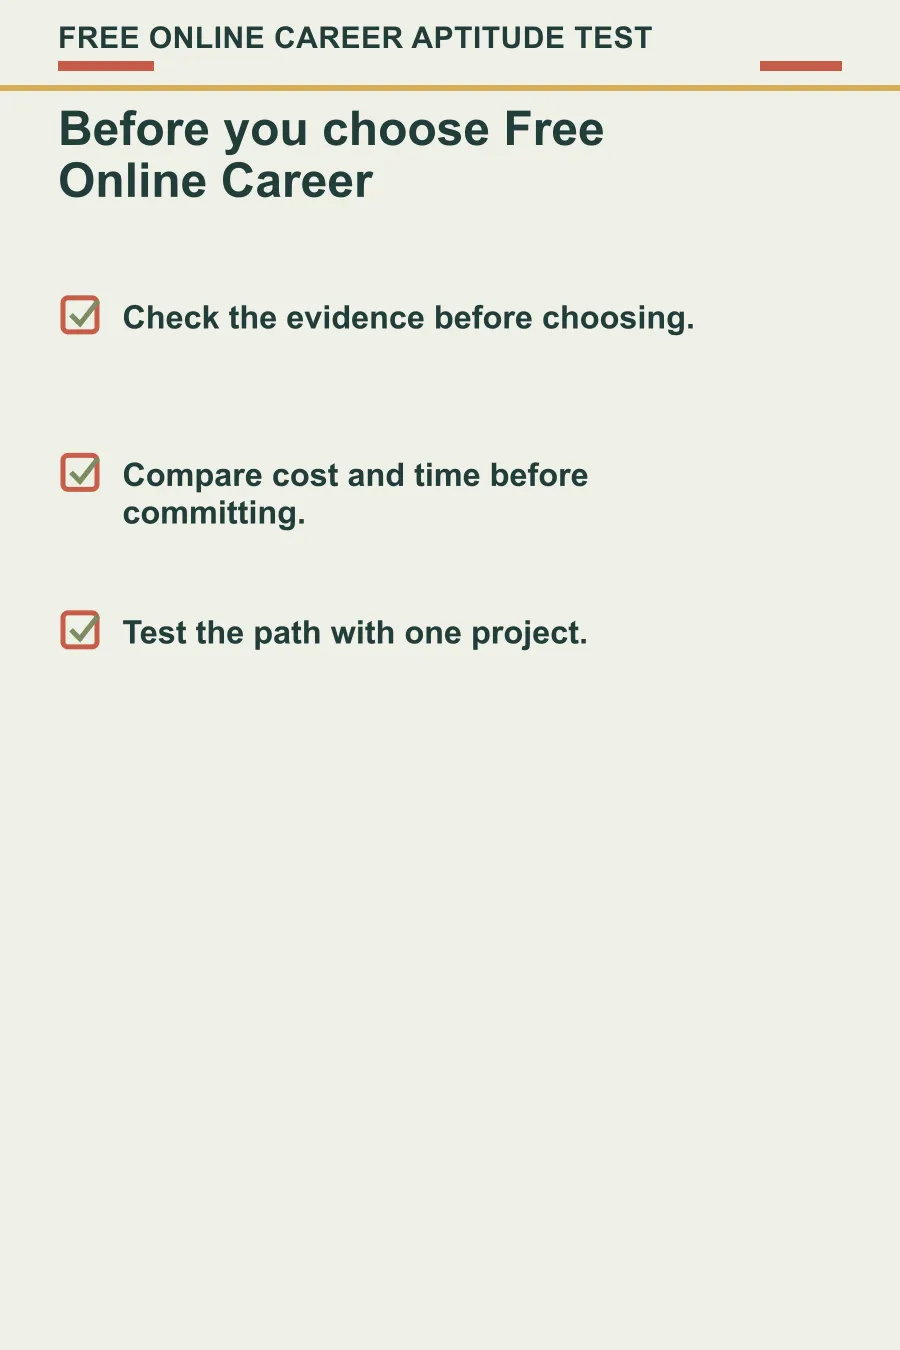 FREE ONLINE CAREER APTITUDE TEST
Before you choose Free
Online Career
Check the evidence before choosing.
Compare cost and time before
committing.
Test the path with one project.